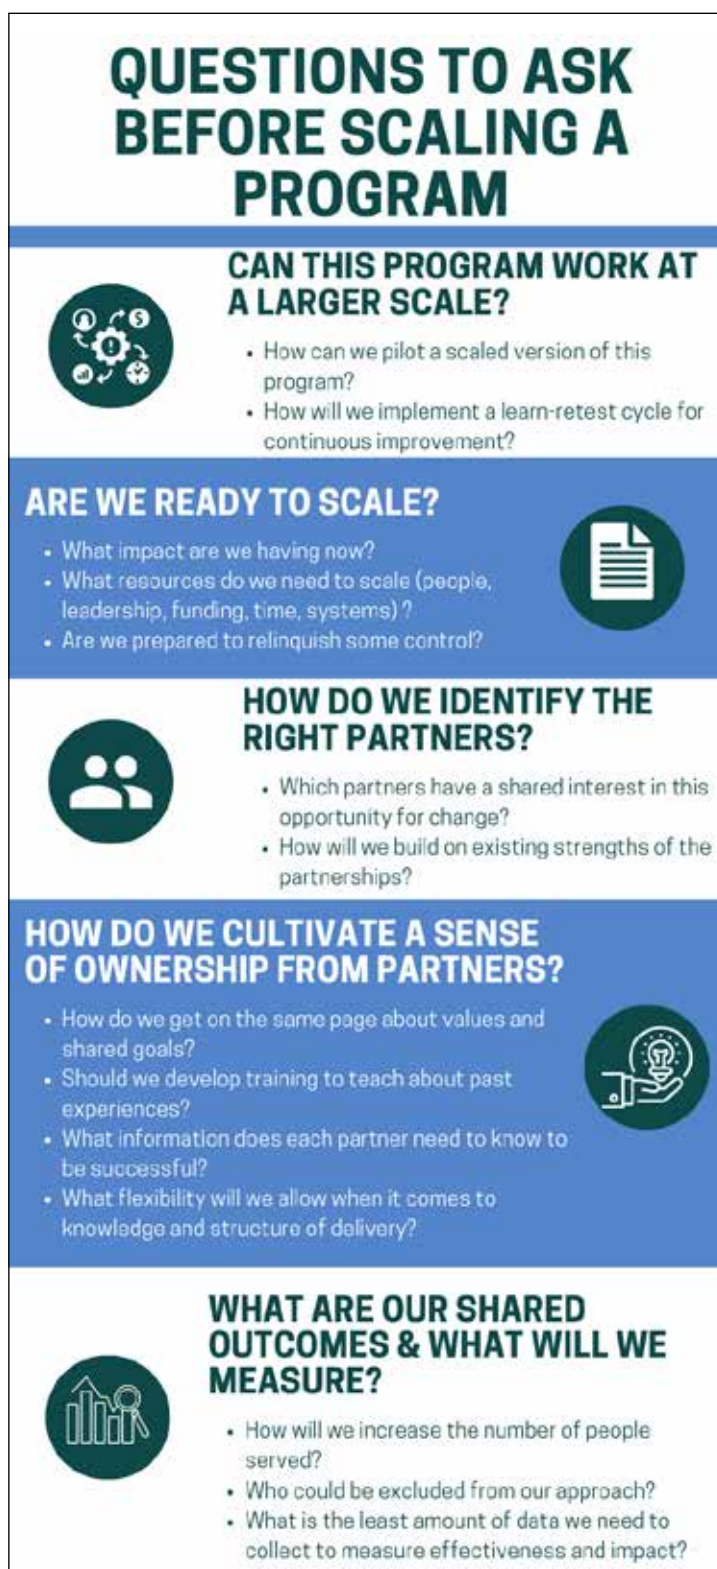 QUESTIONS TO ASK
BEFORE SCALING A
PROGRAM
CAN THIS PROGRAM WORK AT
A LARGER SCALE?
• How can we pilot a scaled version of this
program?
• How will we implement a learn-retest cycle for
continuous improvement?
ARE WE READY TO SCALE?
• What impact are we having now?
• What resources do we need to scale (people,
leadership, funding, time, systems) ?
• Are we prepared to relinquish some control?
HOW DO WE IDENTIFY THE
RIGHT PARTNERS?
• Which partners have a shared interest in this
opportunity for change?
• How will we build on existing strengths of the
partnerships?
HOW DO WE CULTIVATE A SENSE
OF OWNERSHIP FROM PARTNERS?
• How do we get on the same page about values and
shared goals?
• Should we develop training to teach about past
experiences?
• What information does each partner need to know to
be successful?
• What flexibility will we allow when it comes to
knowledge and structure of delivery?
WHAT ARE OUR SHARED
OUTCOMES & WHAT WILL WE
MEASURE?
• How will we increase the number of people
served?
• Who could be excluded from our approach?
• What is the least amount of data we need to
collect to measure effectiveness and impact?